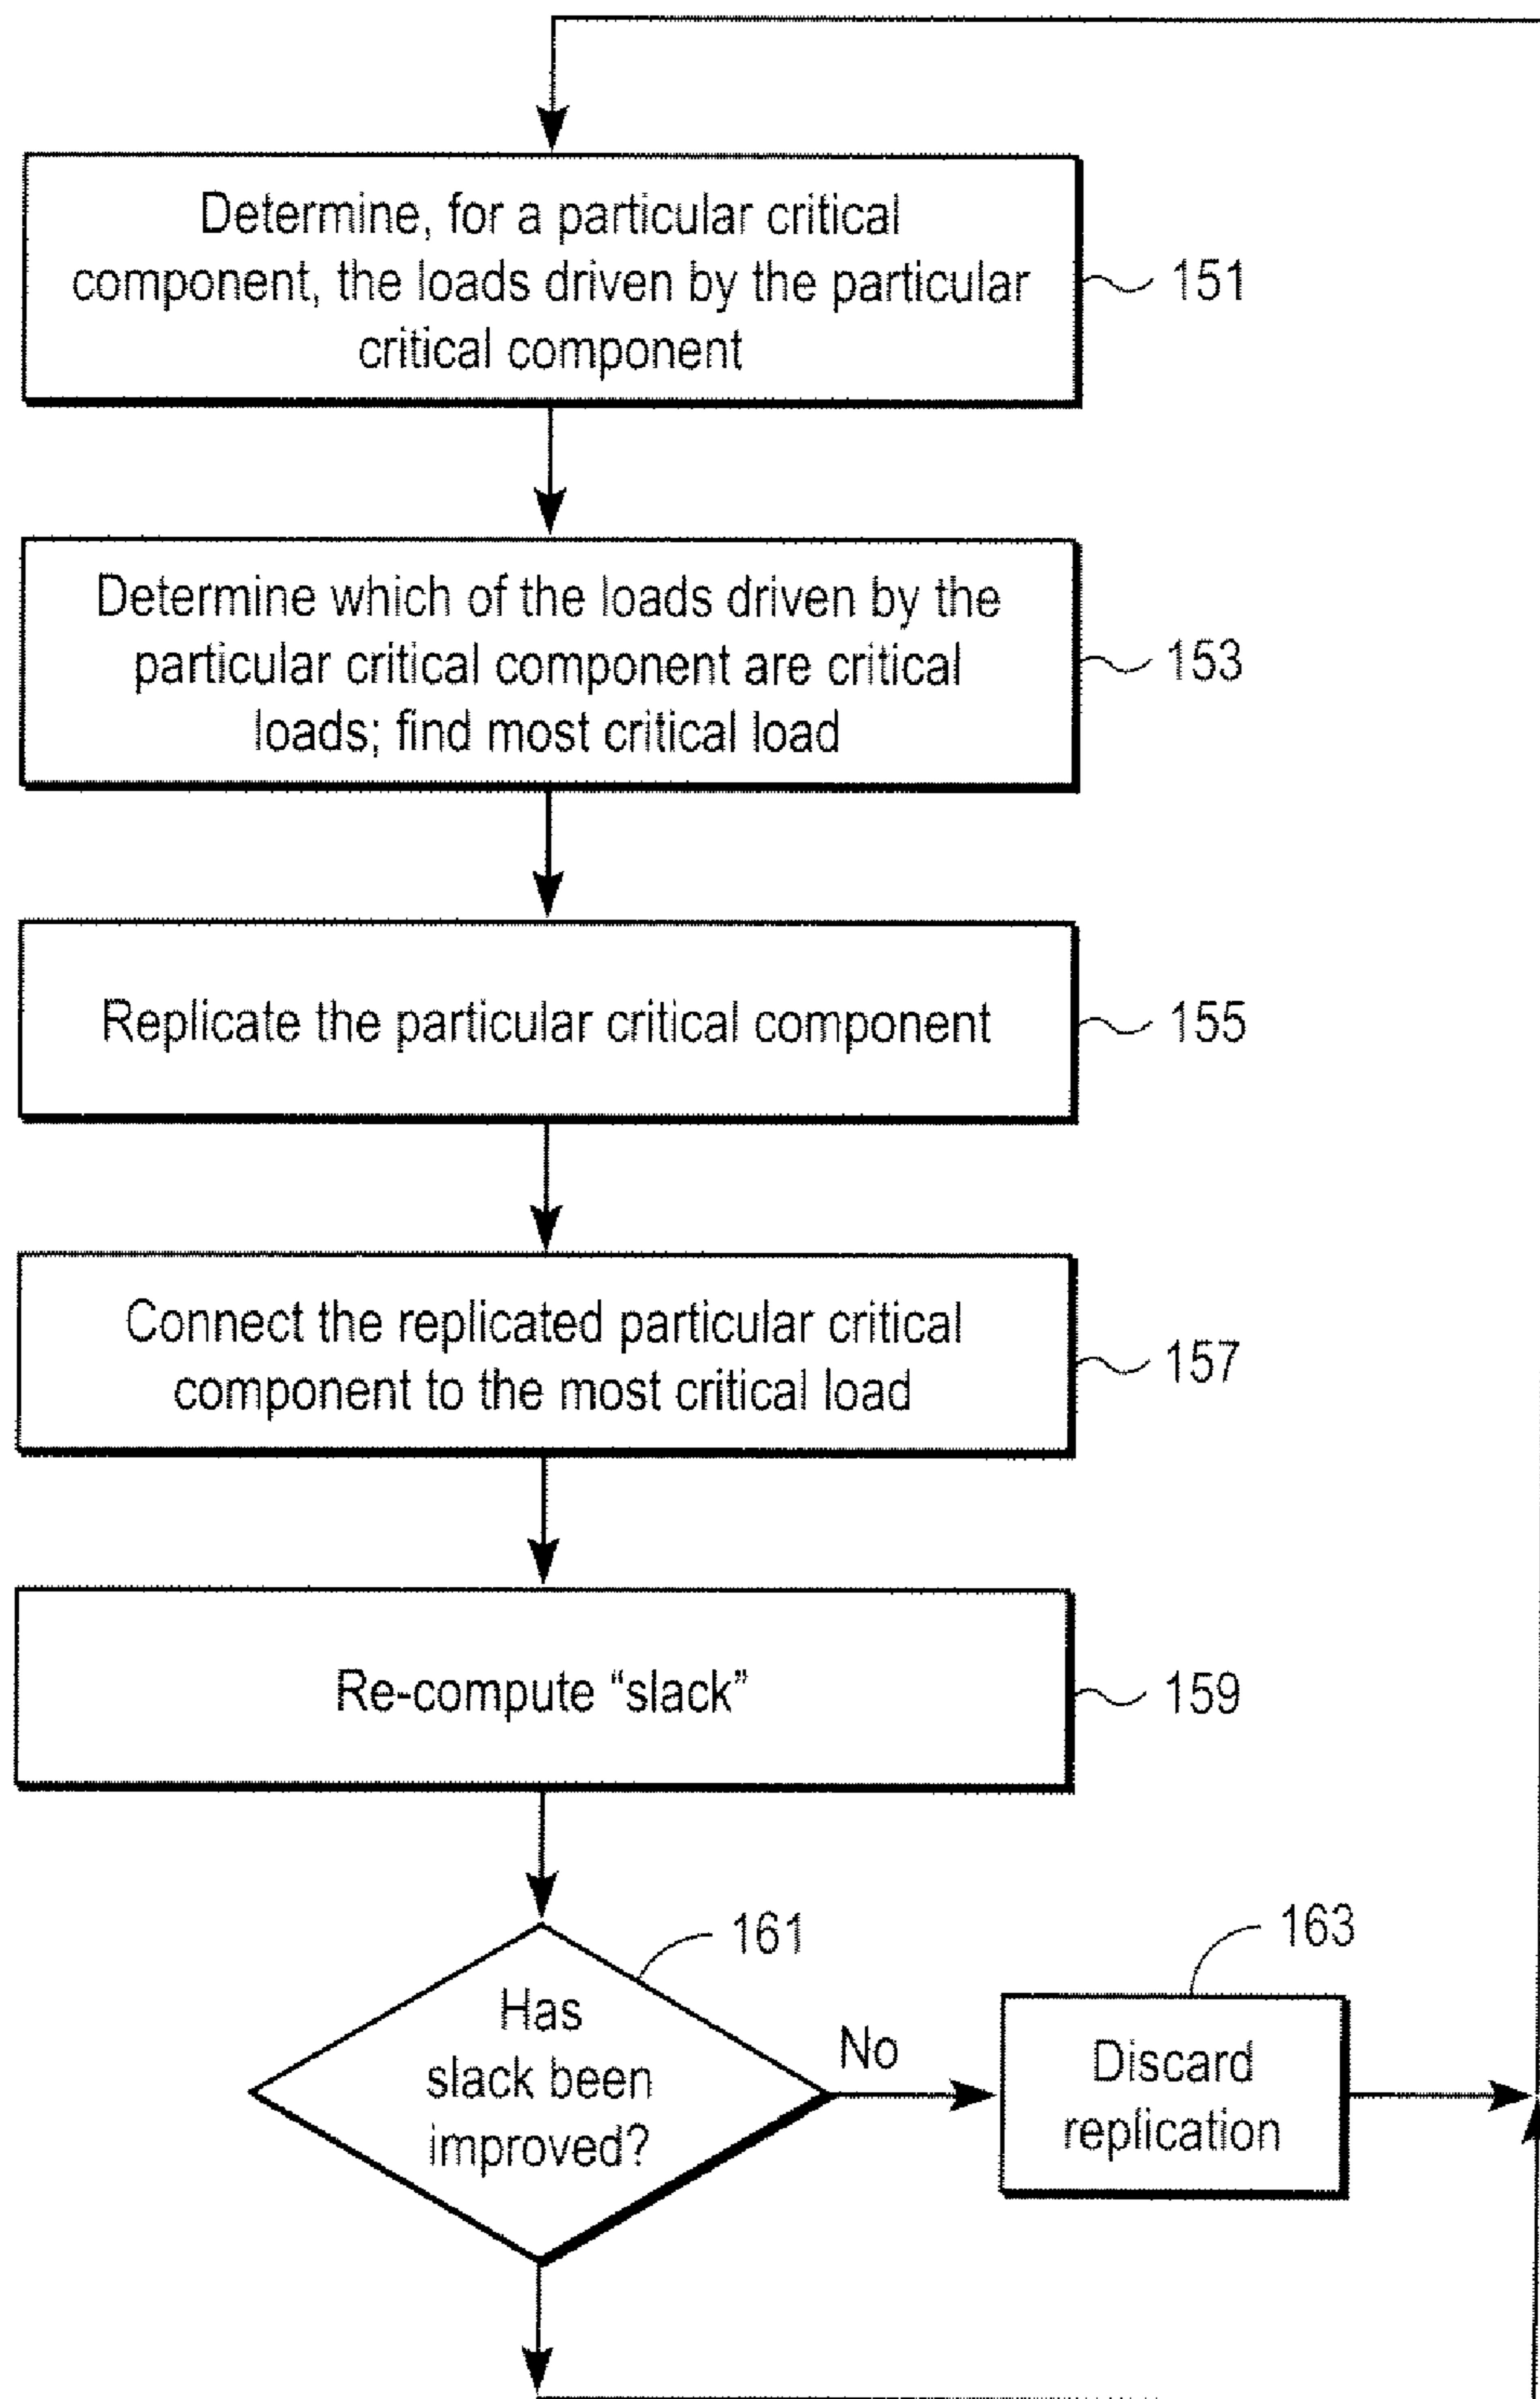 Determine, for a particular critical
component, the loads driven by the particular
critical component
151
Determine which of the loads driven by the
particular critical component are critical
loads; find most critical load
153
Replicate the particular critical component
155
Connect the replicated particular critical
component to the most critical load
157
Re-compute “slack”
159
161
Has
slack been
improved?
No
163
Discard
replication